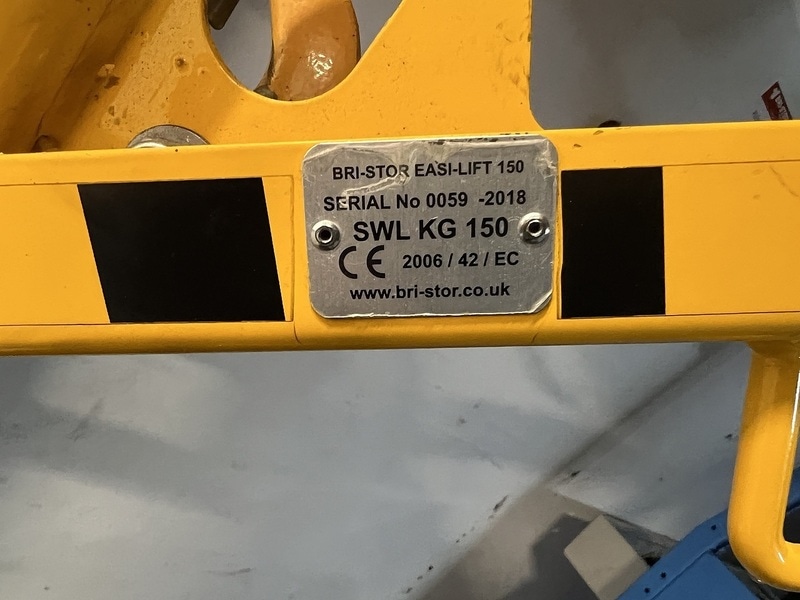 BRI-STOR EASI-LIFT 150
SERIAL No 0059 -2018
SWL KG 150
CE 2006 / 42 / EC
www.bri-stor.co.uk